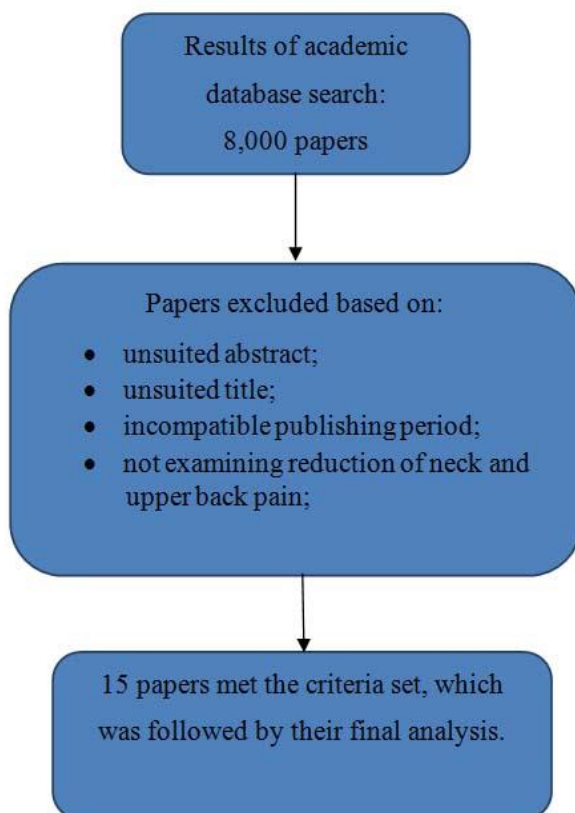 Results of academic
database search:
8,000 papers
Papers excluded based on:
• unsuited abstract;
• unsuited title;
• incompatible publishing period;
• not examining reduction of neck and
upper back pain;
15 papers met the criteria set, which
was followed by their final analysis.